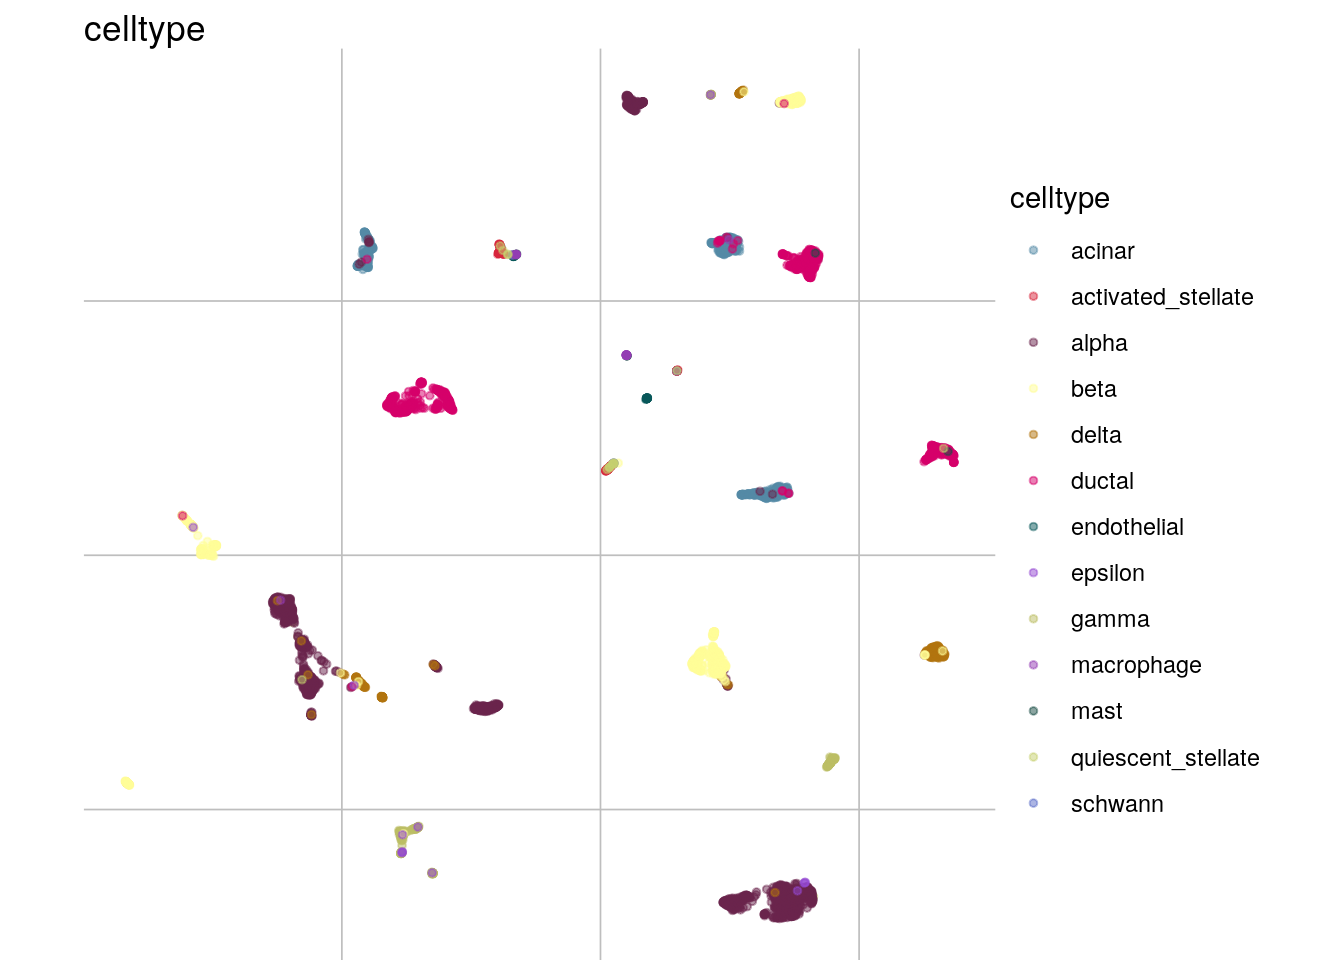 celltype
celltype
acinar
activated_stellate
alpha
beta
delta
ductal
endothelial
epsilon
gamma
macrophage
mast
quiescent_stellate
schwann